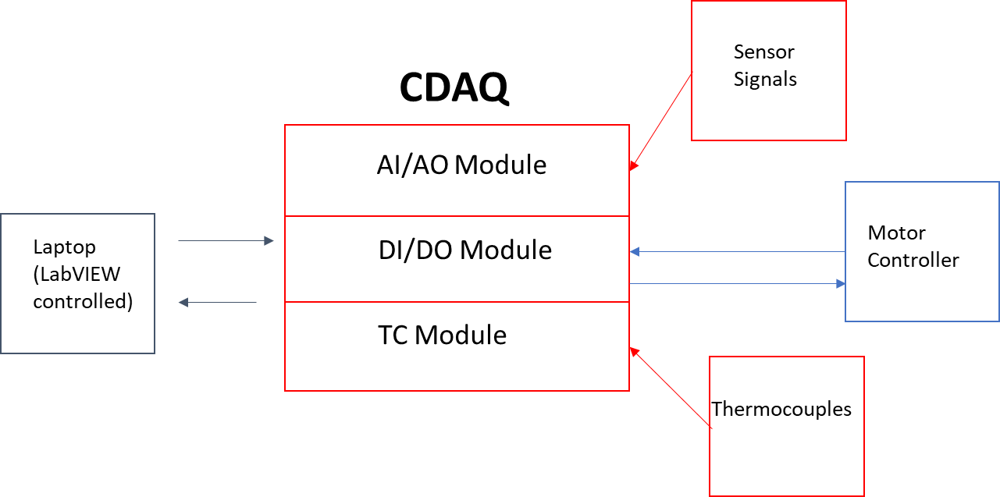 CDAQ
AI/AO Module
DI/DO Module
TC Module
Laptop
(LabVIEW
controlled)
Sensor
Signals
Motor
Controller
Thermocouples